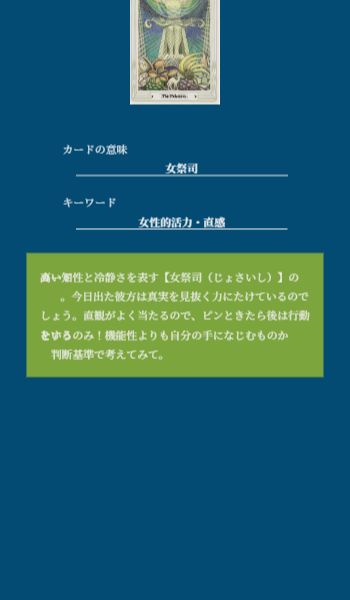 The Priestess
カードの意味
女祭司
キーワード
女性的活力・直感
高い知性と冷静さを表す【女祭司（じょさいし）】の
。今日出た彼方は真実を見抜く力にたけているので
しょう。直観がよく当たるので、ピンときたら後は行動
のみ！機能性よりも自分の手になじむものか
判断基準で考えてみて。